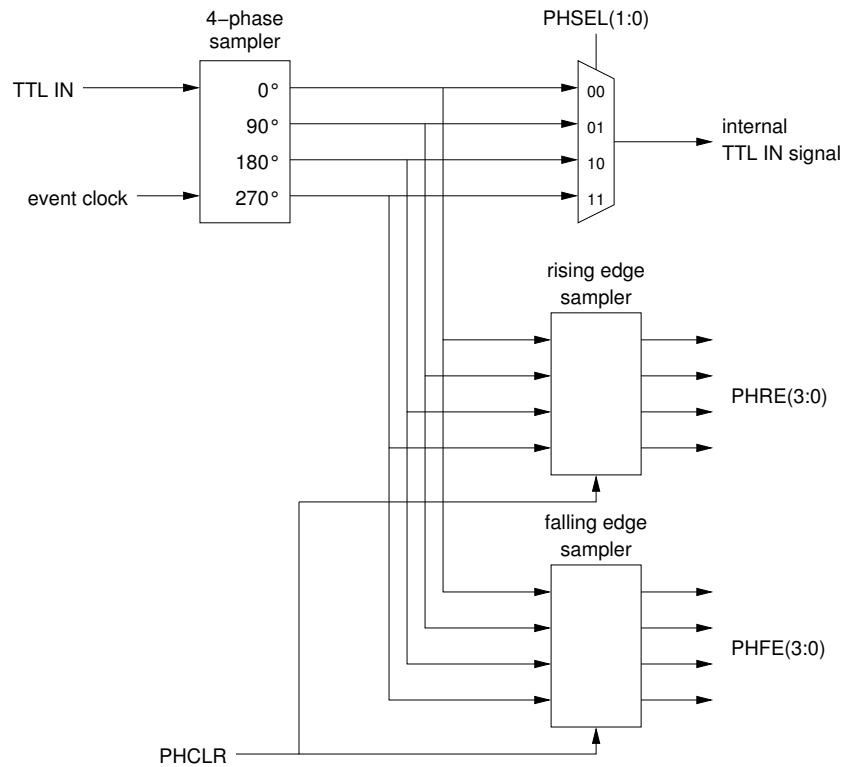 4−phase
sampler
PHSEL(1:0)
TTL IN
0°
90°
180°
270°
event clock
00
01
10
11
internal
TTL IN signal
rising edge
sampler
PHRE(3:0)
falling edge
sampler
PHFE(3:0)
PHCLR